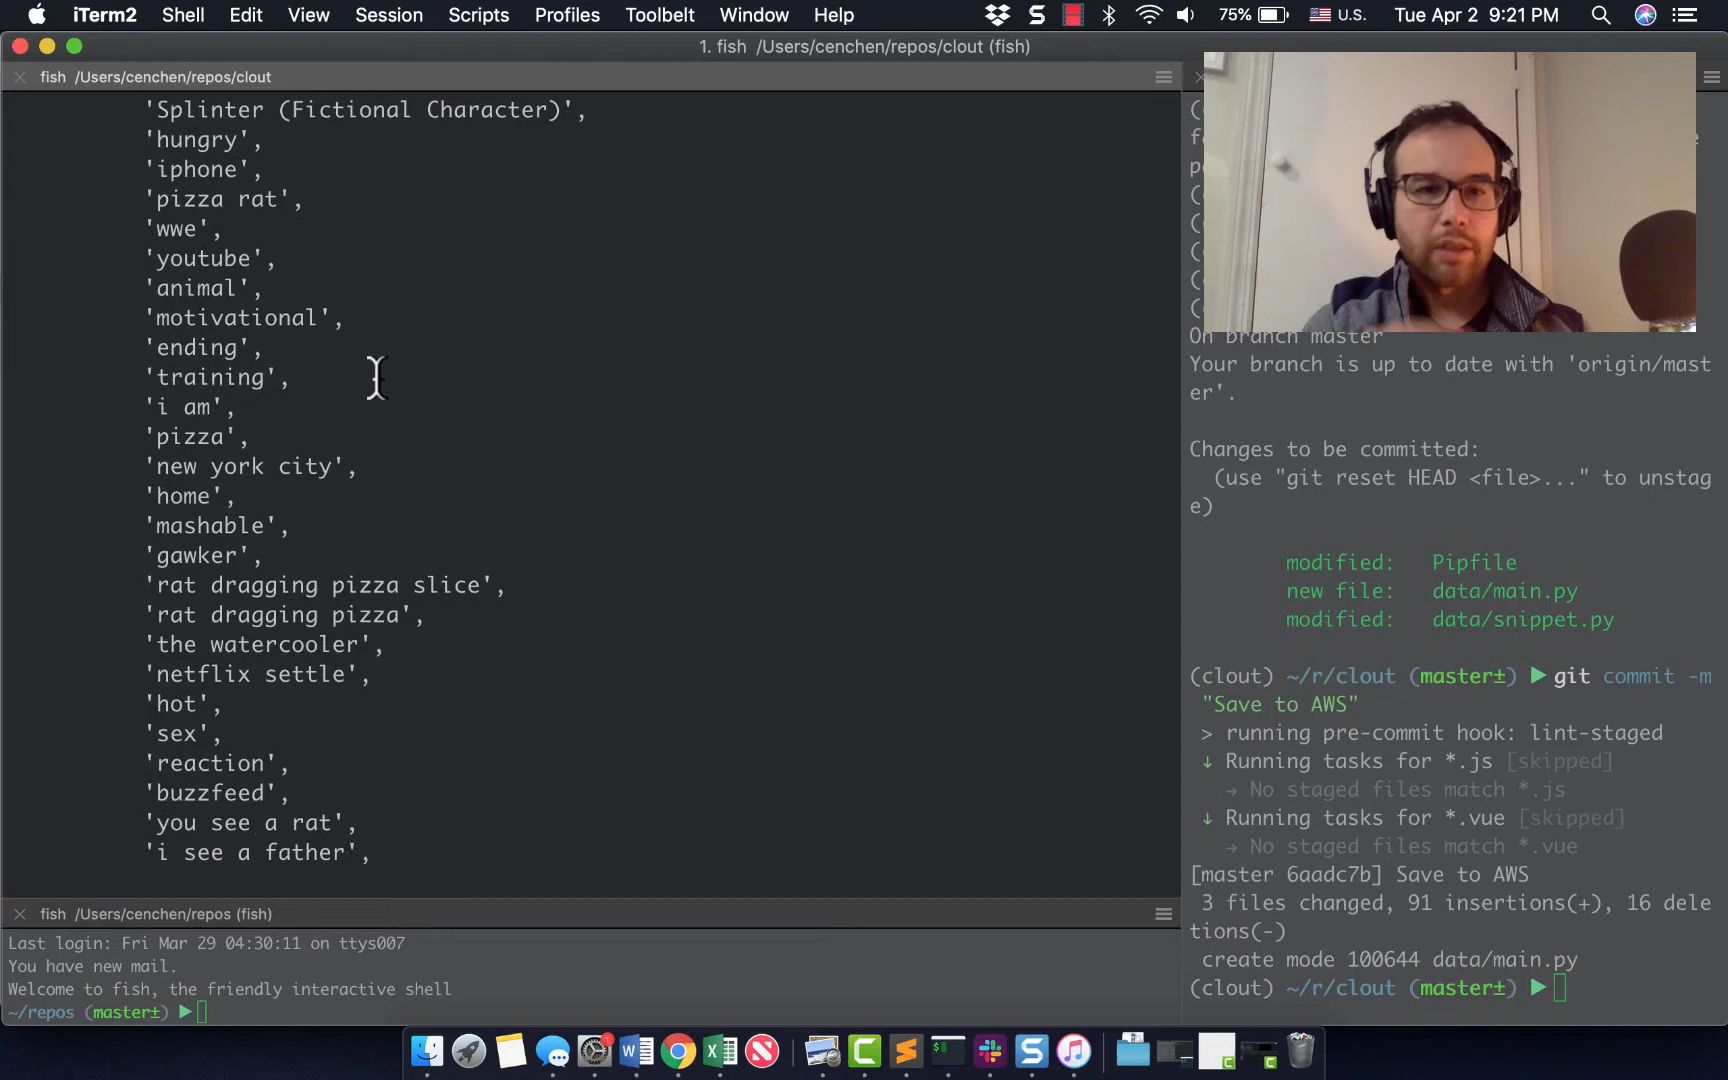 iTerm2 Shell Edit View Session Scripts Profiles Toolbelt Window Help 75% U.S. Tue Apr 2 9:21 PM
1. fish /Users/cenchen/repos/clout (fish)
fish /Users/cenchen/repos/clout
'Splinter (Fictional Character)',
'hungry',
'iphone',
'pizza rat',
'wwe',
'youtube',
'animal',
'motivational',
'ending',
'training',
'i am',
'pizza',
'new york city',
'home',
'mashable',
'gawker',
'rat dragging pizza slice',
'rat dragging pizza',
'the watercooler',
'netflix settle',
'hot',
'sex',
'reaction',
'buzzfeed',
'you see a rat',
'i see a father',
fish /Users/cenchen/repos (fish)
Last login: Fri Mar 29 04:30:11 on ttys007
You have new mail.
Welcome to fish, the friendly interactive shell
~/repos (master±) ▶
On branch master
Your branch is up to date with 'origin/mast
er'.
Changes to be committed:
(use "git reset HEAD <file>..." to unstag
e)
modified: Pipfile
new file: data/main.py
modified: data/snippet.py
(clout) ~/r/clout (master±) ▶ git commit -m
"Save to AWS"
> running pre-commit hook: lint-staged
↓ Running tasks for *.js [skipped]
→ No staged files match *.js
↓ Running tasks for *.vue [skipped]
→ No staged files match *.vue
[master 6aadc7b] Save to AWS
3 files changed, 91 insertions(+), 16 dele
tions(-)
create mode 100644 data/main.py
(clout) ~/r/clout (master±) ▶